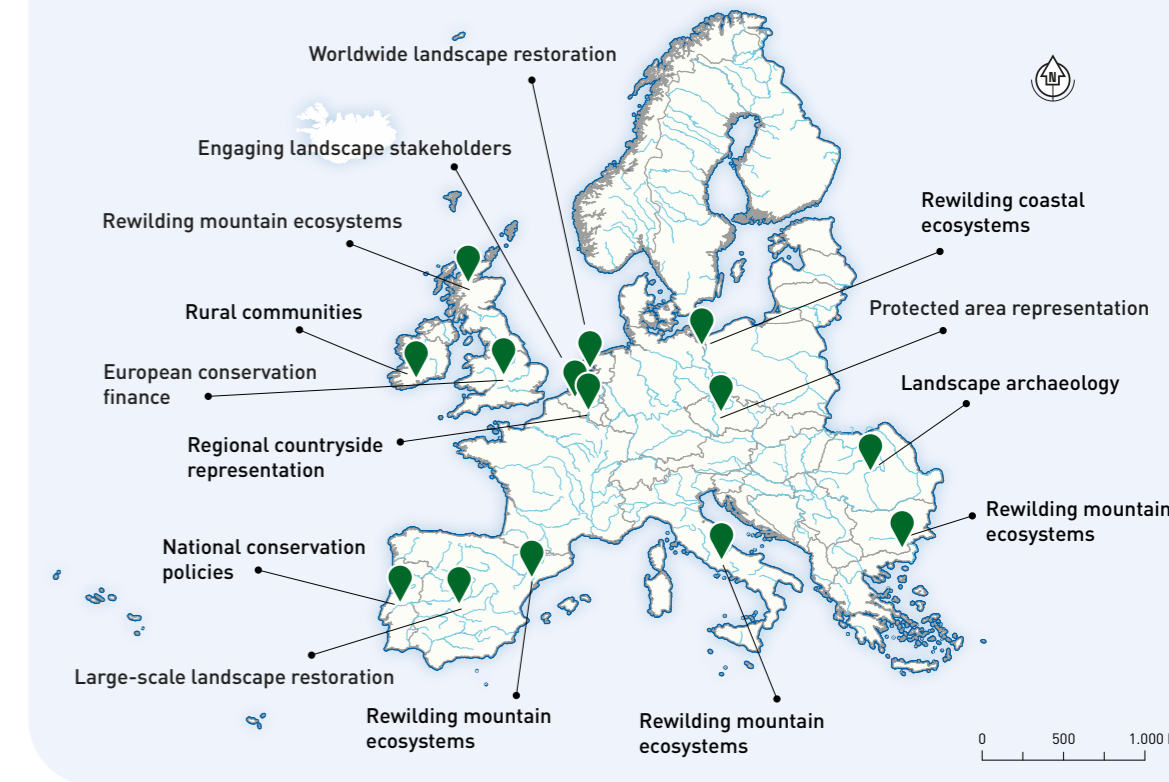 Worldwide landscape restoration
N
Engaging landscape stakeholders
Rewilding mountain ecosystems
Rewilding coastal
ecosystems
Rural communities
Protected area representation
European conservation
finance
Landscape archaeology
Regional countryside
representation
Rewilding mountain
ecosystems
National conservation
policies
Large-scale landscape restoration
Rewilding mountain
ecosystems
Rewilding mountain
ecosystems
0 500 1.000